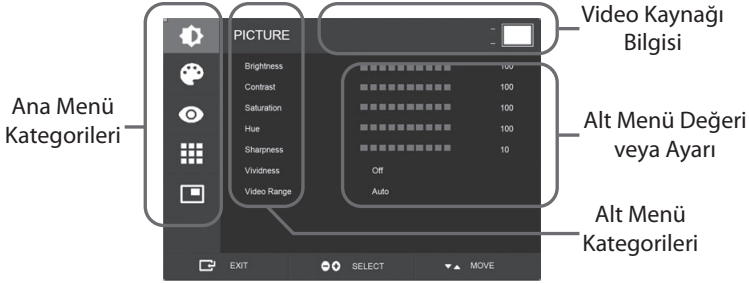 Video Kaynağı
Bilgisi
PICTURE
Brightness 100
Contrast 100
Saturation 100
Hue 100
Sharpness 10
Vividness Off
Video Range Auto
EXIT SELECT MOVE
Ana Menü
Kategorileri
Alt Menü Değeri
veya Ayarı
Alt Menü
Kategorileri